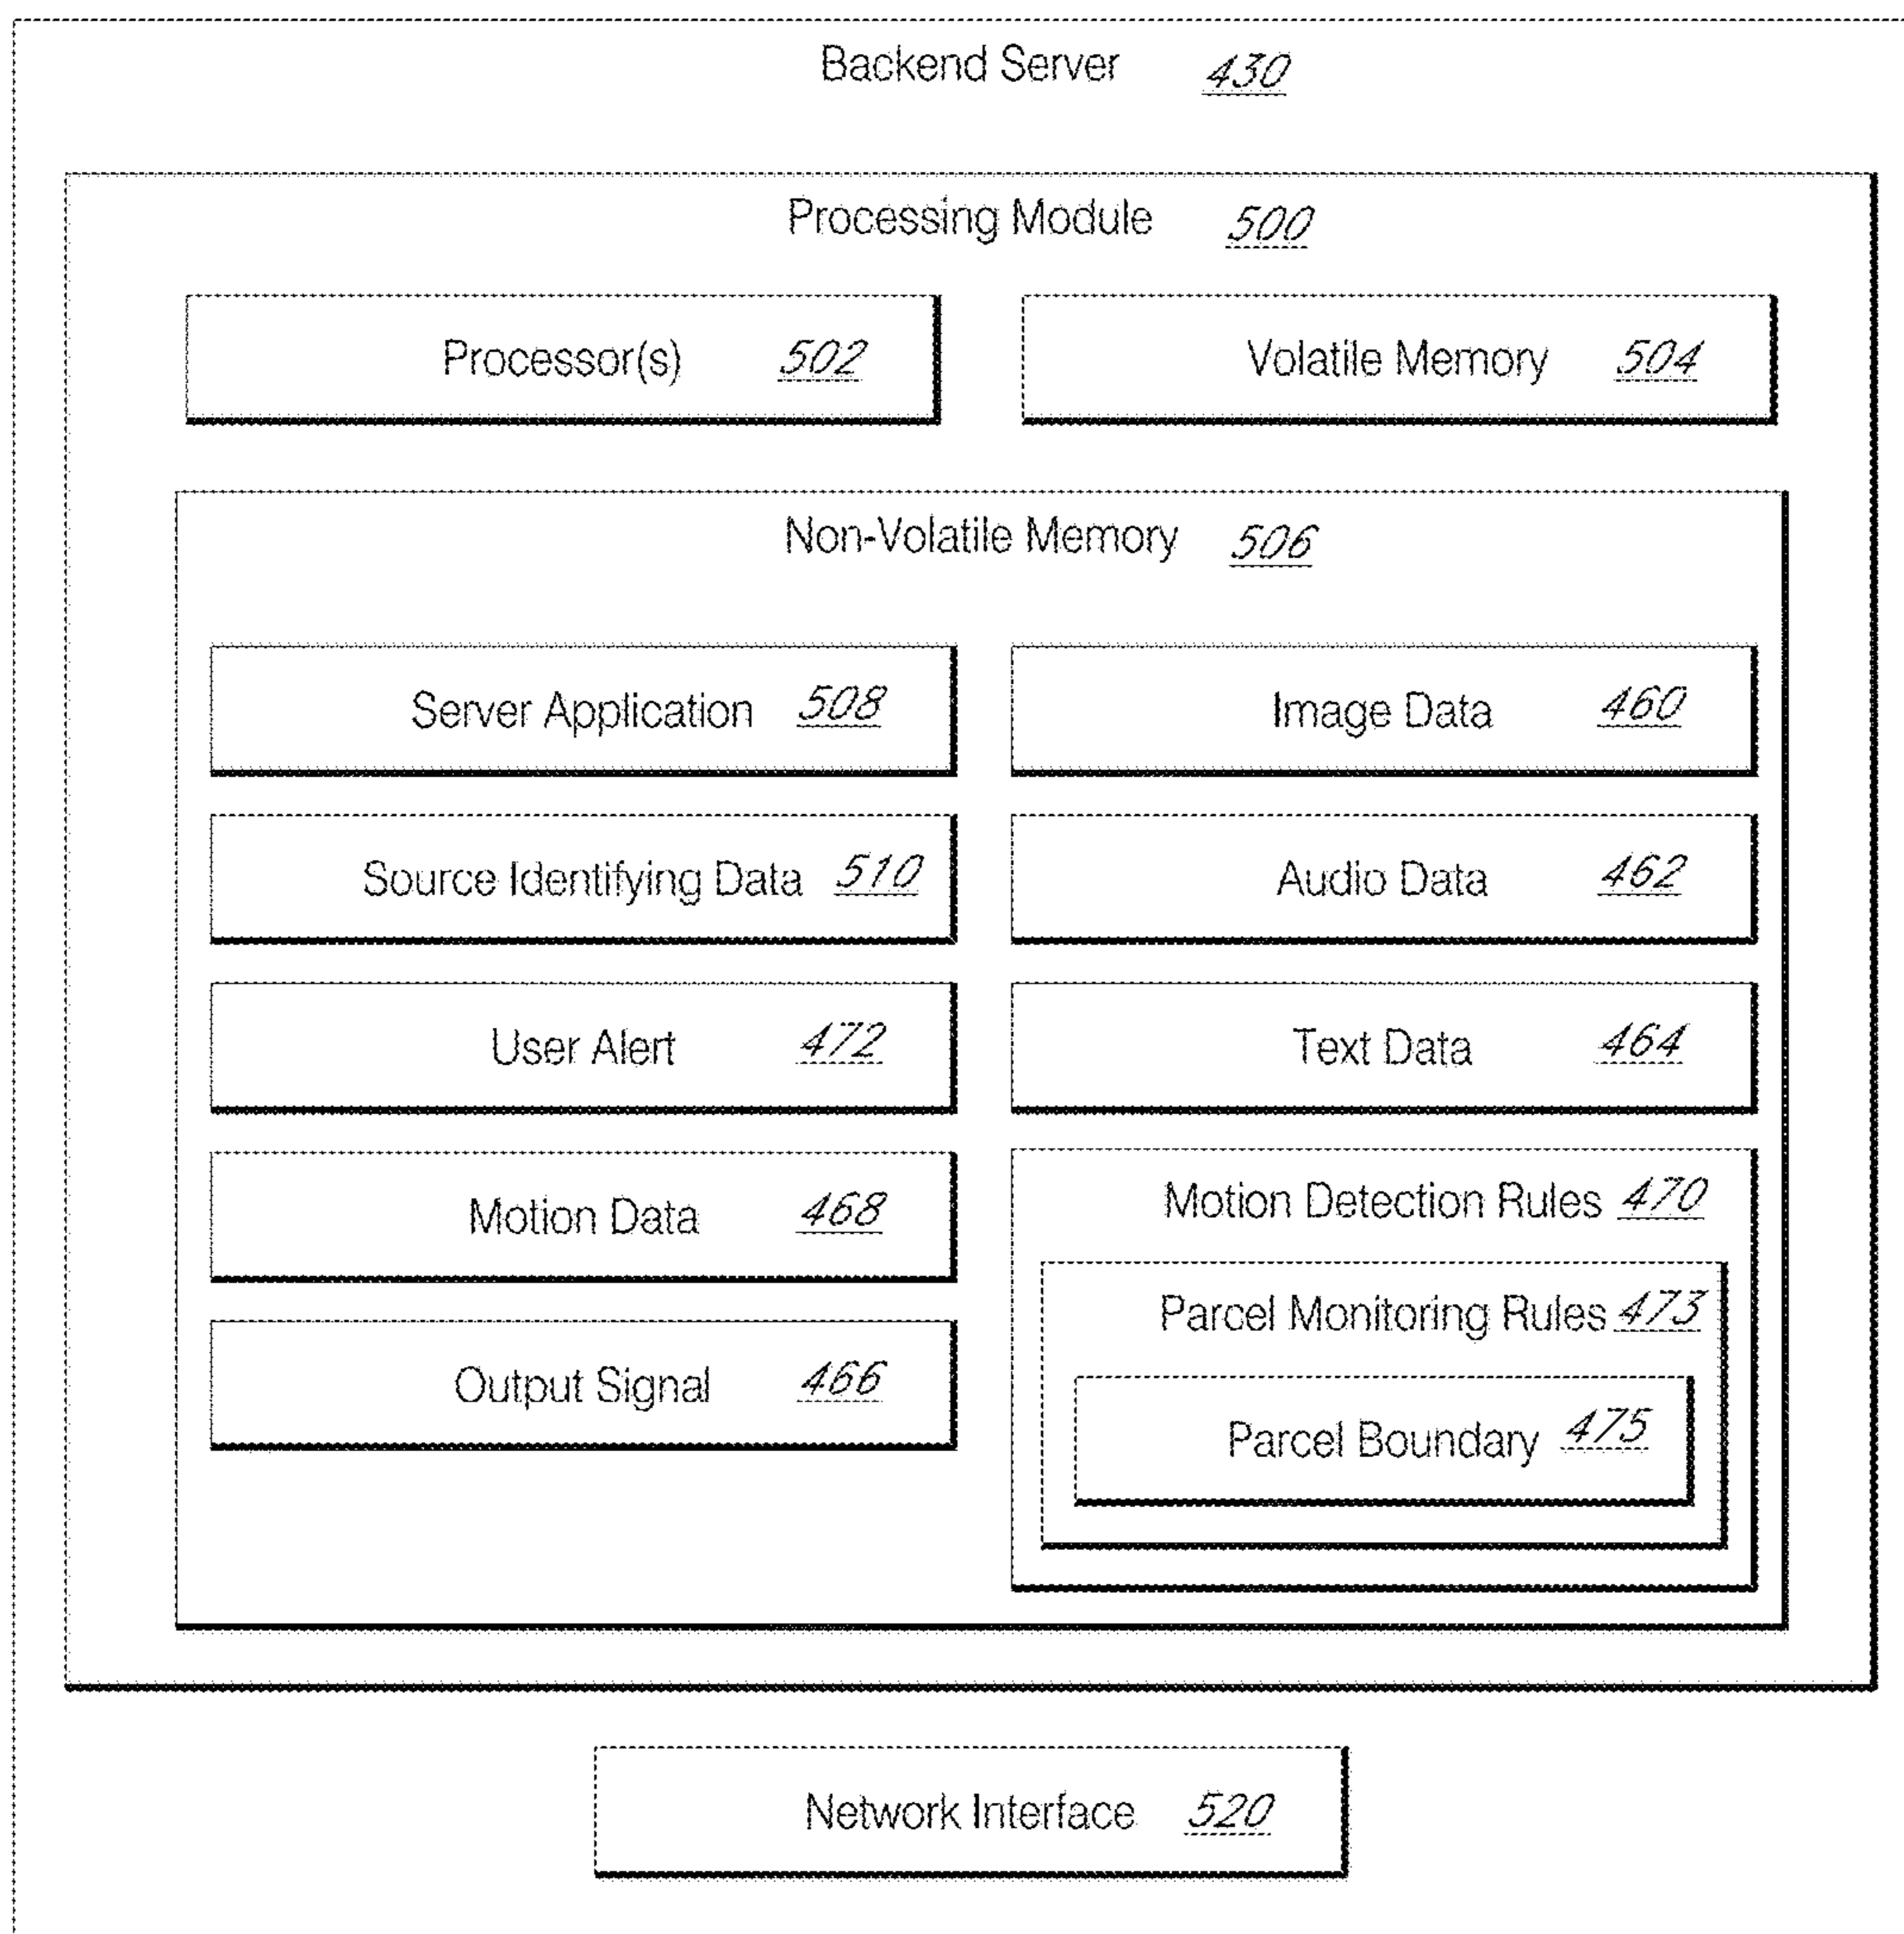 Backend Server 430
Processing Module 500
Processor(s) 502
Volatile Memory 504
Non-Volatile Memory 506
Server Application 508
Image Data 460
Source Identifying Data 510
Audio Data 462
User Alert 472
Text Data 464
Motion Data 468
Motion Detection Rules 470
Parcel Monitoring Rules 473
Output Signal 466
Parcel Boundary 475
Network Interface 520